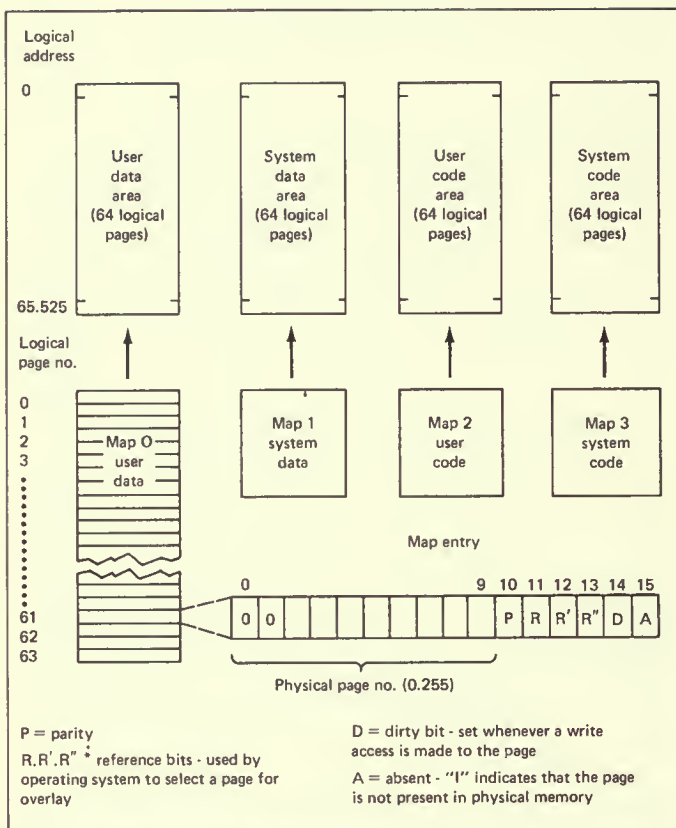 Logical
address
0
User
data
area
(64 logical
pages)
System
data
area
(64 logical
pages)
User
code
area
(64 logical
pages)
System
code
area
(64 logical
pages)
65.525
Logical
page no.
0
1
2
3
61
62
63
Map O
user
data
Map 1
system
data
Map 2
user
code
Map 3
system
code
Map entry
0 9 10 11 12 13 14 15
0 0 P R R' R" D A
Physical page no. (0.255)
P = parity
R.R'.R" * reference bits - used by
operating system to select a page for
overlay
D = dirty bit - set whenever a write
access is made to the page
A = absent - "I" indicates that the page
is not present in physical memory